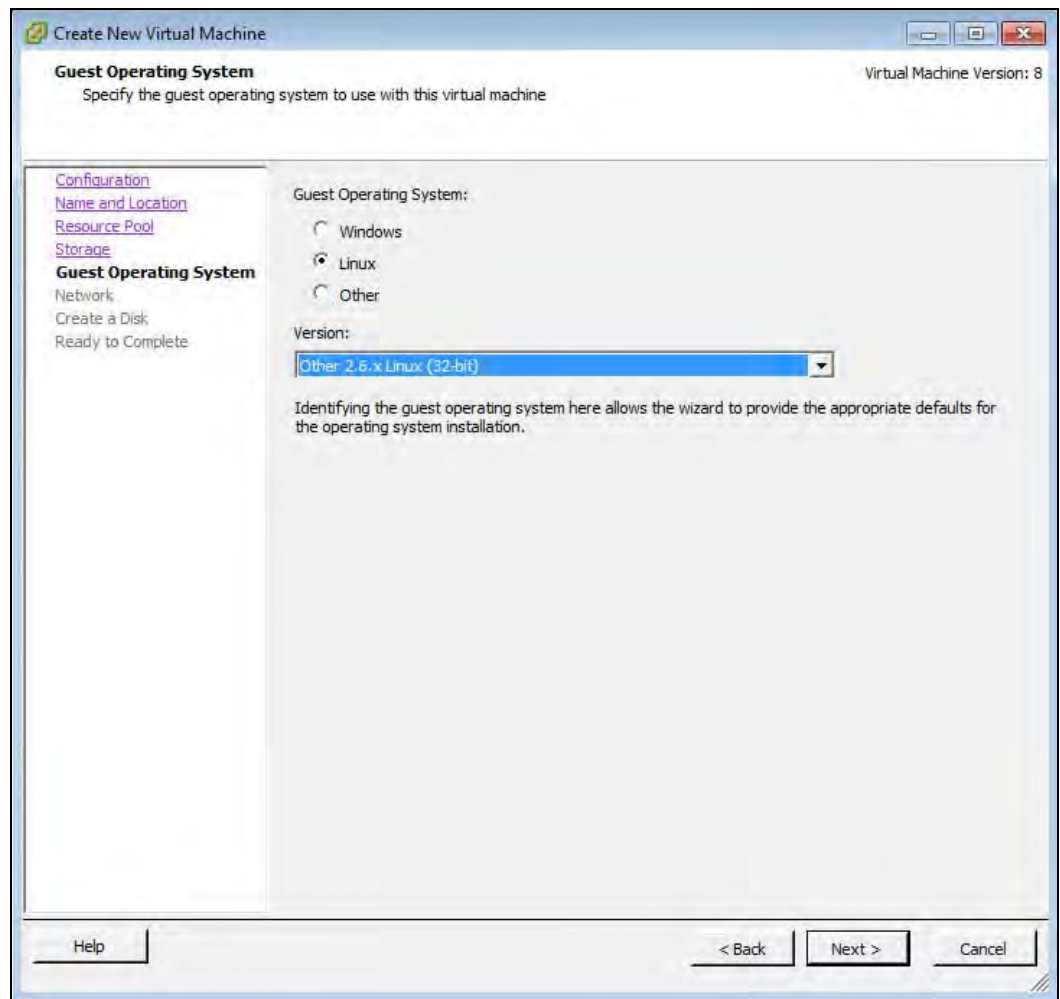 Create New Virtual Machine
Guest Operating System
Virtual Machine Version: 8
Specify the guest operating system to use with this virtual machine
Configuration
Name and Location
Resource Pool
Storage
Guest Operating System
Network
Create a Disk
Ready to Complete
Guest Operating System:
Windows
Linux
Other
Version:
Other 2.6.x Linux (32-bit)
Identifying the guest operating system here allows the wizard to provide the appropriate defaults for
the operating system installation.
Help
< Back
Next >
Cancel